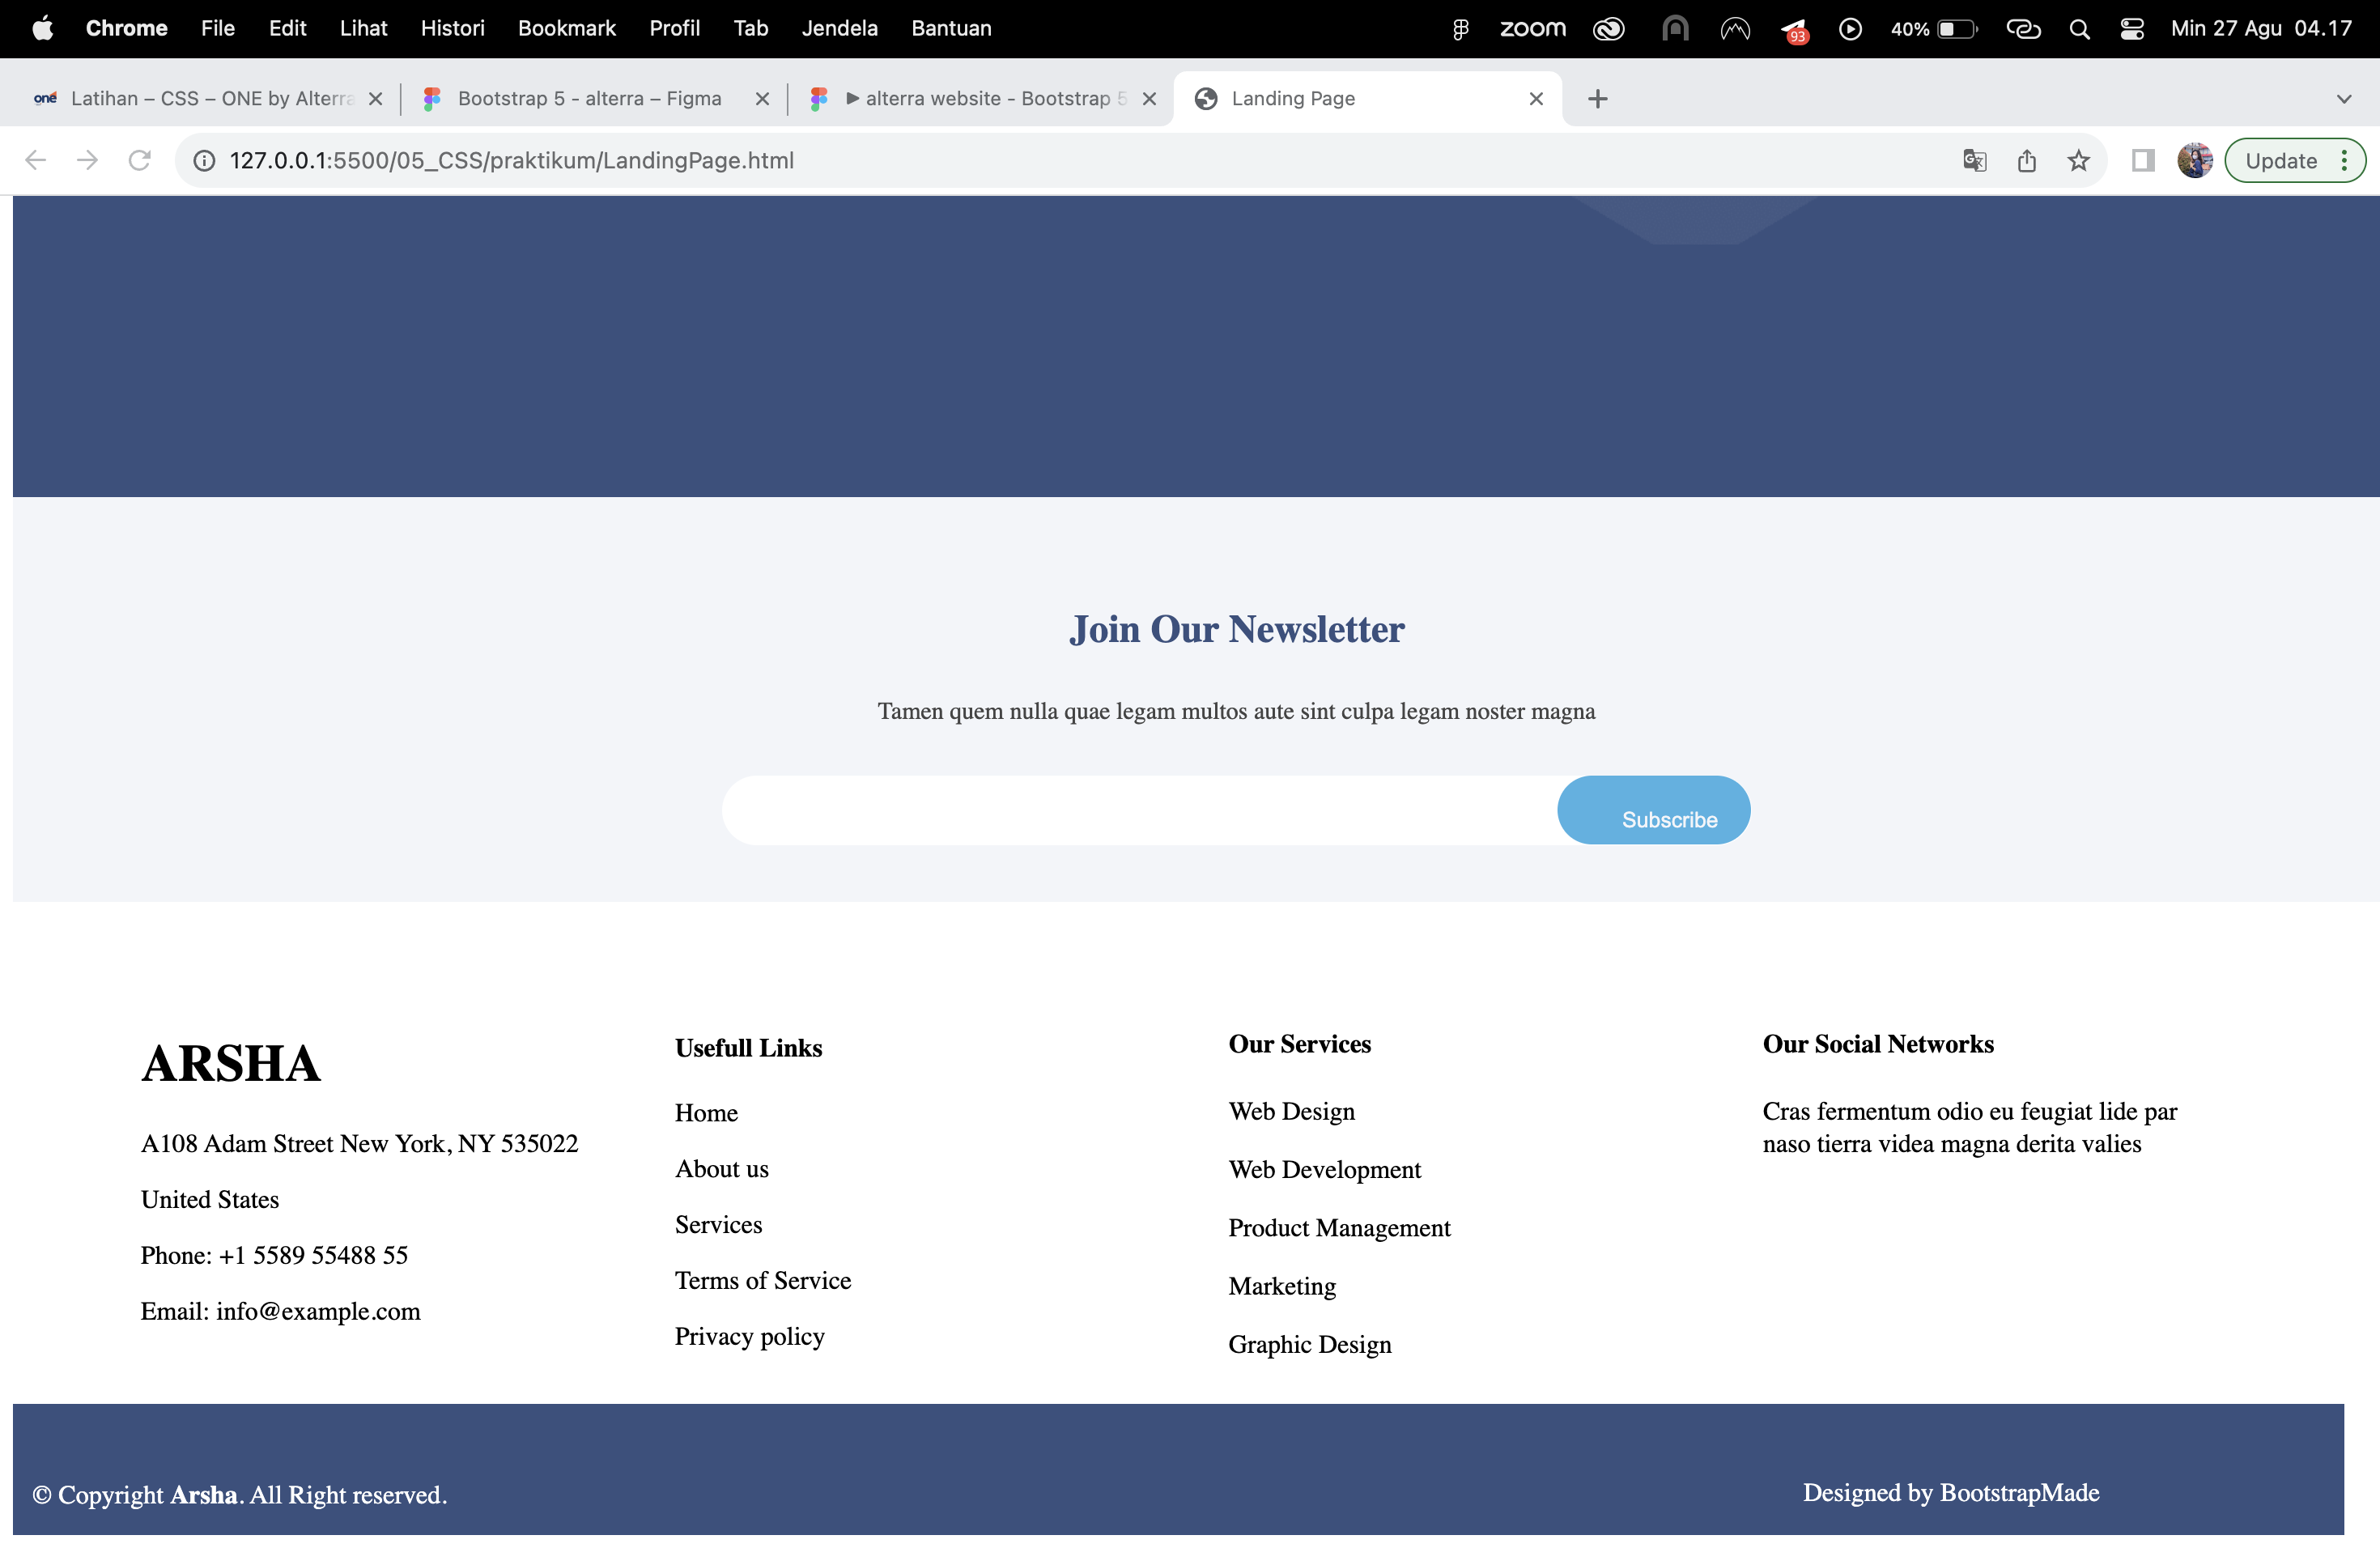 Chrome File Edit Lihat Histori Bookmark Profil Tab Jendela Bantuan zoom 93 40% Min 27 Agu 04.17
one Latihan – CSS – ONE by Alterra Bootstrap 5 - alterra – Figma alterra website - Bootstrap 5 Landing Page
127.0.0.1:5500/05_CSS/praktikum/LandingPage.html Update
Join Our Newsletter
Tamen quem nulla quae legam multos aute sint culpa legam noster magna
Subscribe
ARSHA
A108 Adam Street New York, NY 535022
United States
Phone: +1 5589 55488 55
Email: info@example.com
Usefull Links
Home
About us
Services
Terms of Service
Privacy policy
Our Services
Web Design
Web Development
Product Management
Marketing
Graphic Design
Our Social Networks
Cras fermentum odio eu feugiat lide par
naso tierra videa magna derita valies
© Copyright Arsha. All Right reserved.
Designed by BootstrapMade